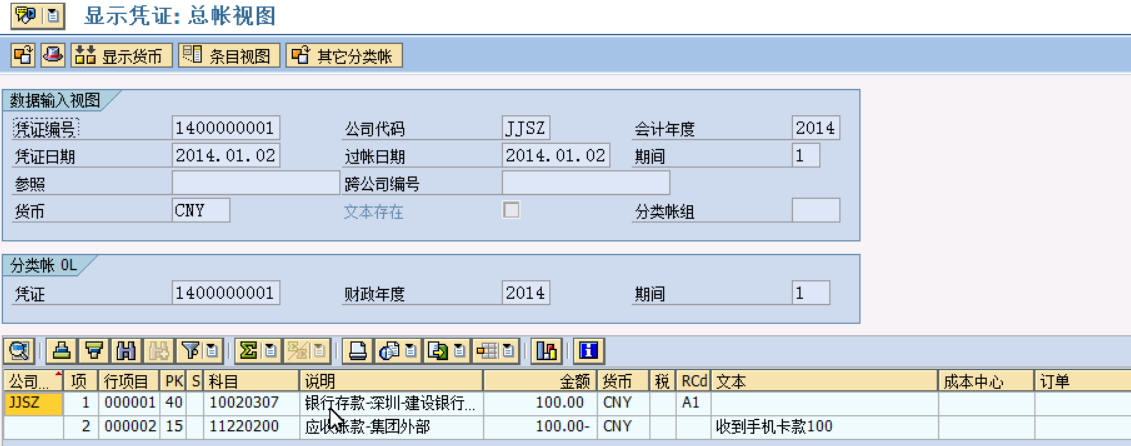 显示凭证: 总帐视图
显示货币 条目视图 其它分类帐
数据输入视图
凭证编号 1400000001 公司代码 JJSZ 会计年度 2014
凭证日期 2014.01.02 过帐日期 2014.01.02 期间 1
参照 跨公司编号
货币 CNY 文本存在 分类帐组
分类帐 0L
凭证 1400000001 财政年度 2014 期间 1
公司... 项 行项目 PK S 科目 说明 金额 货币 税 RCd 文本 成本中心 订单
JJSZ 1 000001 40 10020307 银行存款-深圳-建设银行... 100.00 CNY A1
2 000002 15 11220200 应收账款-集团外部 100.00- CNY 收到手机卡款100